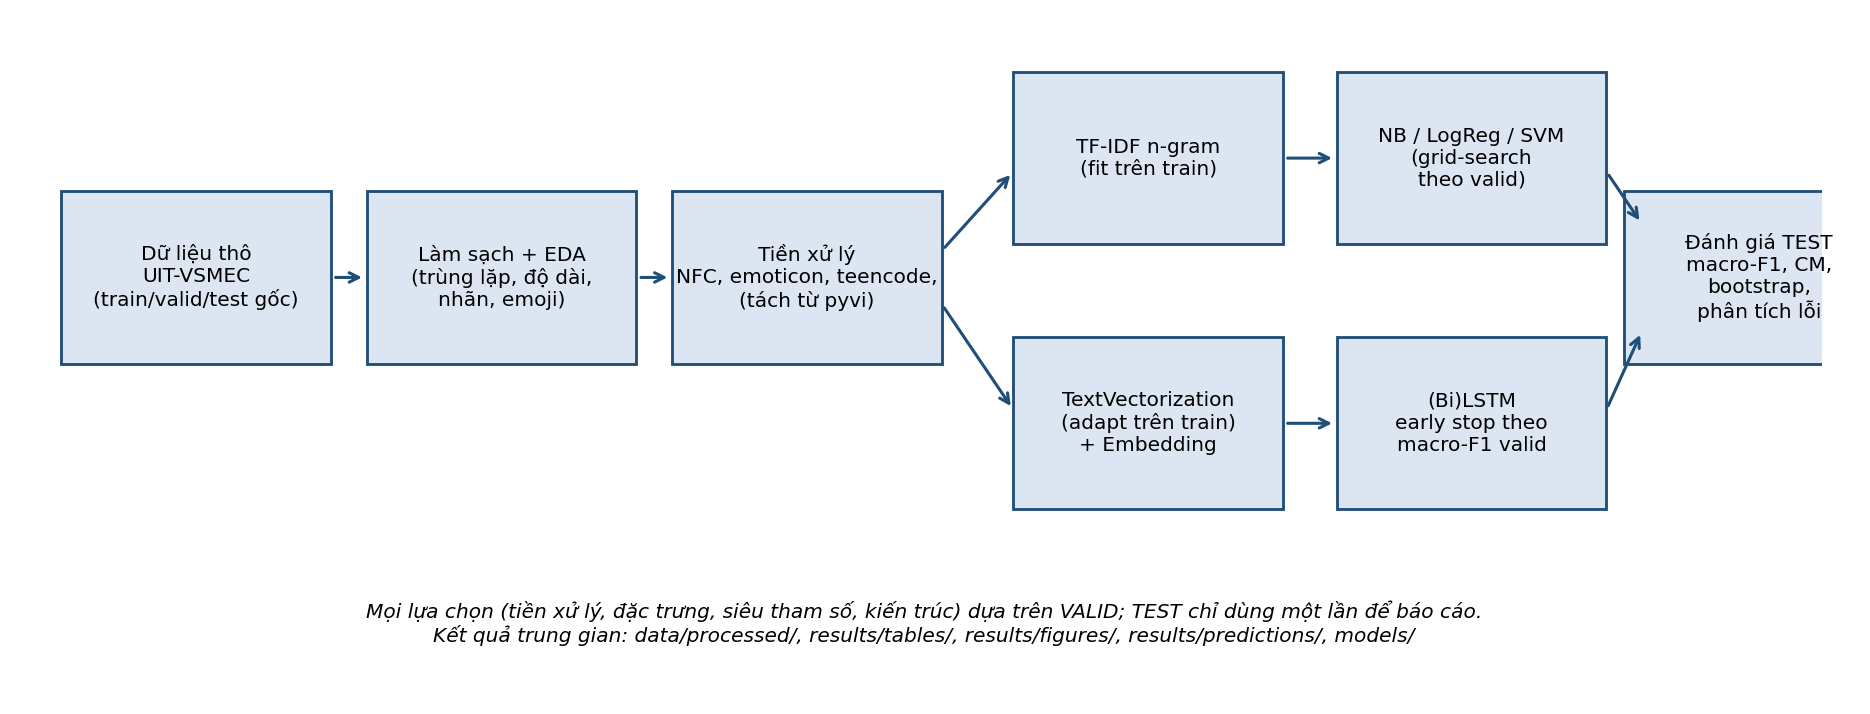 Dữ liệu thô
UIT-VSMEC
(train/valid/test gốc)
Làm sạch + EDA
(trùng lặp, độ dài,
nhãn, emoji)
Tiền xử lý
NFC, emoticon, teencode,
(tách từ pyvi)
TF-IDF n-gram
(fit trên train)
NB / LogReg / SVM
(grid-search
theo valid)
TextVectorization
(adapt trên train)
+ Embedding
(Bi)LSTM
early stop theo
macro-F1 valid
Đánh giá TEST
macro-F1, CM,
bootstrap,
phân tích lỗi
Mọi lựa chọn (tiền xử lý, đặc trưng, siêu tham số, kiến trúc) dựa trên VALID; TEST chỉ dùng một lần để báo cáo.
Kết quả trung gian: data/processed/, results/tables/, results/figures/, results/predictions/, models/